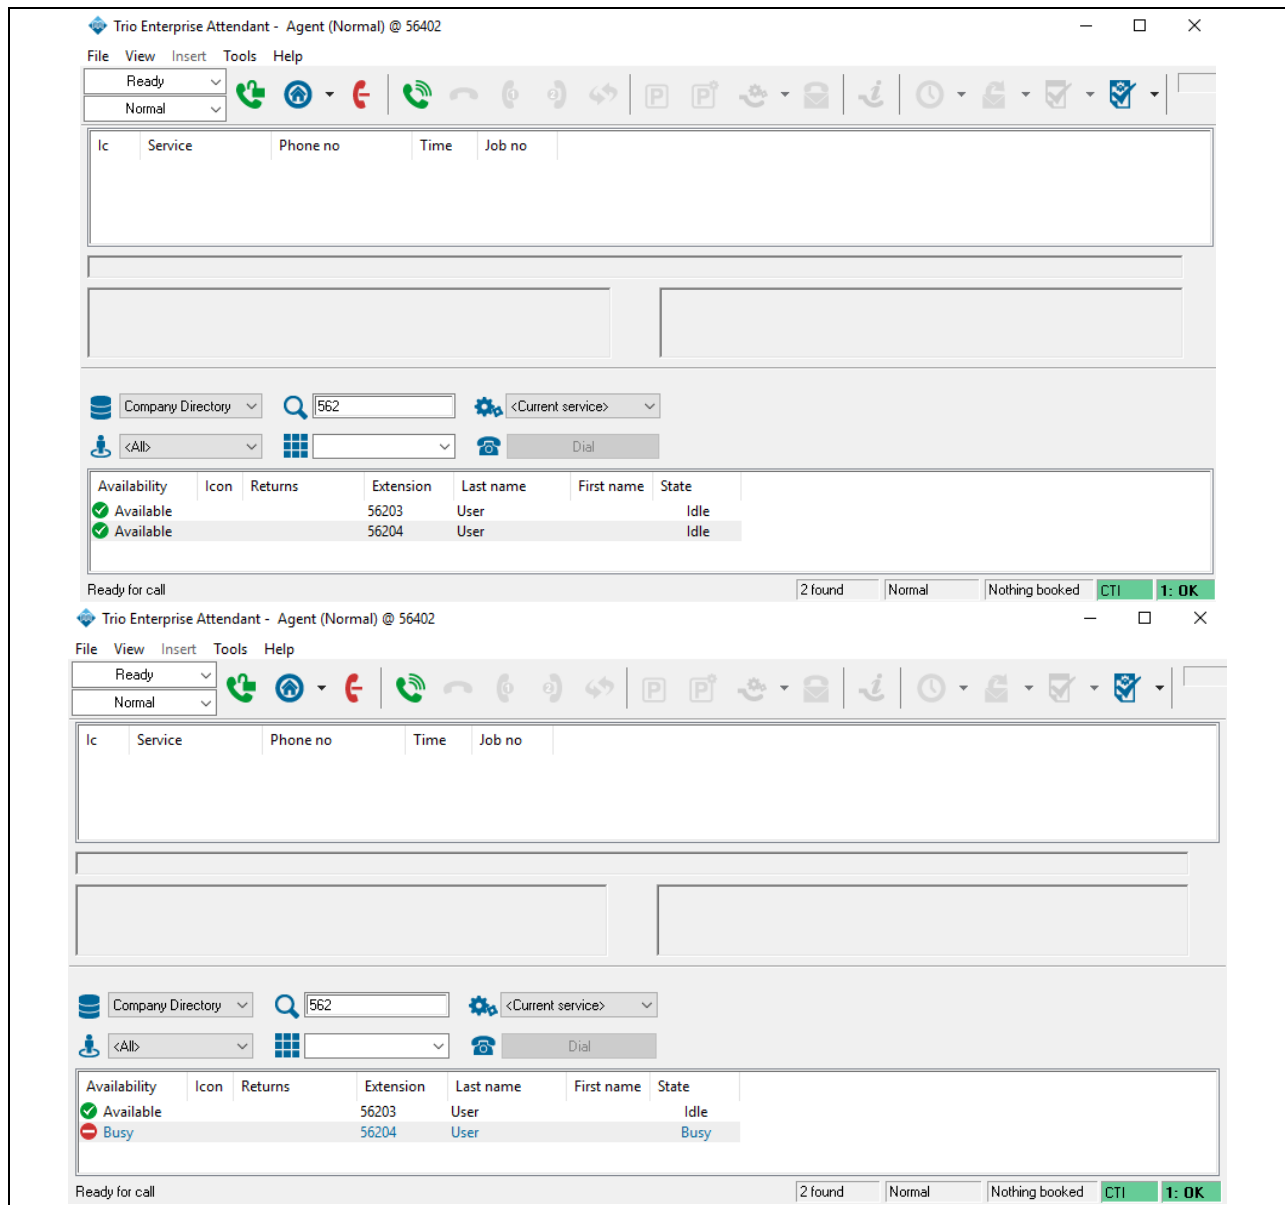 Trio Enterprise Attendant - Agent (Normal) @ 56402
File View Insert Tools Help
Ready
Normal
Ic Service Phone no Time Job no
Company Directory 562 <Current service>
<All> Dial
Availability Icon Returns Extension Last name First name State
Available 56203 User Idle
Available 56204 User Idle
Ready for call 2 found Normal Nothing booked CTI 1: OK
Trio Enterprise Attendant - Agent (Normal) @ 56402
File View Insert Tools Help
Ready
Normal
Ic Service Phone no Time Job no
Company Directory 562 <Current service>
<All> Dial
Availability Icon Returns Extension Last name First name State
Available 56203 User Idle
Busy 56204 User Busy
Ready for call 2 found Normal Nothing booked CTI 1: OK